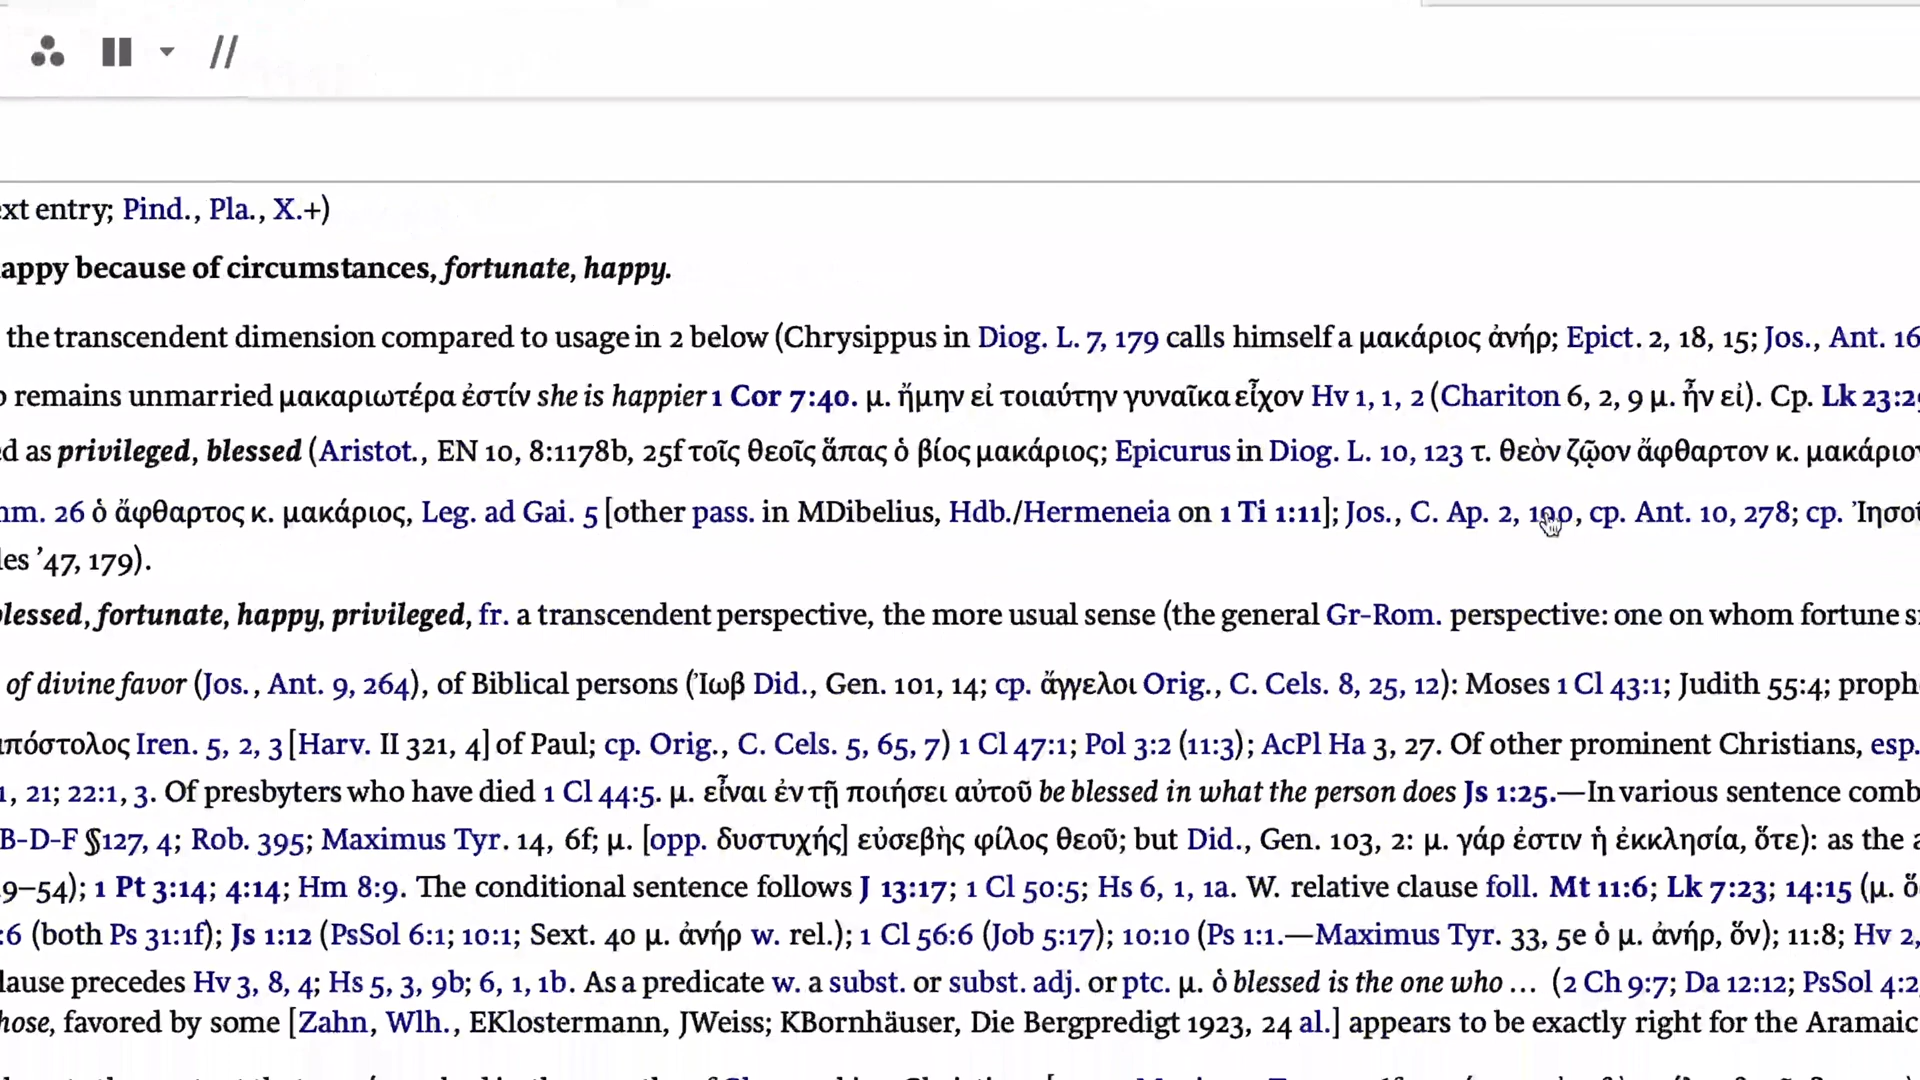 //
ext entry; Pind., Pla., X.+)
appy because of circumstances, fortunate, happy.
the transcendent dimension compared to usage in 2 below (Chrysippus in Diog. L. 7, 179 calls himself a μακάριος ἀνήρ; Epict. 2, 18, 15; Jos., Ant. 16
o remains unmarried μακαριωτέρα ἐστίν she is happier 1 Cor 7:40. μ. ἤμην εἰ τοιαύτην γυναῖκα εἶχον Hv 1, 1, 2 (Chariton 6, 2, 9 μ. ἦν εἰ). Cp. Lk 23:29
ed as privileged, blessed (Aristot., EN 10, 8:1178b, 25f τοῖς θεοῖς ἅπας ὁ βίος μακάριος; Epicurus in Diog. L. 10, 123 τ. θεὸν ζῷον ἄφθαρτον κ. μακάριον
mm. 26 ὁ ἄφθαρτος κ. μακάριος, Leg. ad Gai. 5 [other pass. in MDibelius, Hdb./Hermeneia on 1 Ti 1:11]; Jos., C. Ap. 2, 190, cp. Ant. 10, 278; cp. Ἰησοῦ
les ’47, 179).
blessed, fortunate, happy, privileged, fr. a transcendent perspective, the more usual sense (the general Gr-Rom. perspective: one on whom fortune s
of divine favor (Jos., Ant. 9, 264), of Biblical persons (Ἰωβ Did., Gen. 101, 14; cp. ἄγγελοι Orig., C. Cels. 8, 25, 12): Moses 1 Cl 43:1; Judith 55:4; proph
πόστολος Iren. 5, 2, 3 [Harv. II 321, 4] of Paul; cp. Orig., C. Cels. 5, 65, 7) 1 Cl 47:1; Pol 3:2 (11:3); AcPl Ha 3, 27. Of other prominent Christians, esp.
1, 21; 22:1, 3. Of presbyters who have died 1 Cl 44:5. μ. εἶναι ἐν τῇ ποιήσει αὐτοῦ be blessed in what the person does Js 1:25.—In various sentence comb
B-D-F §127, 4; Rob. 395; Maximus Tyr. 14, 6f; μ. [opp. δυστυχής] εὐσεβὴς φίλος θεοῦ; but Did., Gen. 103, 2: μ. γάρ ἐστιν ἡ ἐκκλησία, ὅτε): as the a
9–54); 1 Pt 3:14; 4:14; Hm 8:9. The conditional sentence follows J 13:17; 1 Cl 50:5; Hs 6, 1, 1a. W. relative clause foll. Mt 11:6; Lk 7:23; 14:15 (μ. ὅ
:6 (both Ps 31:1f); Js 1:12 (PsSol 6:1; 10:1; Sext. 40 μ. ἀνήρ w. rel.); 1 Cl 56:6 (Job 5:17); 10:10 (Ps 1:1.—Maximus Tyr. 33, 5e ὁ μ. ἀνήρ, ὅν); 11:8; Hv 2,
lause precedes Hv 3, 8, 4; Hs 5, 3, 9b; 6, 1, 1b. As a predicate w. a subst. or subst. adj. or ptc. μ. ὁ blessed is the one who … (2 Ch 9:7; Da 12:12; PsSol 4:2
hose, favored by some [Zahn, Wlh., EKlostermann, JWeiss; KBornhäuser, Die Bergpredigt 1923, 24 al.] appears to be exactly right for the Aramaic